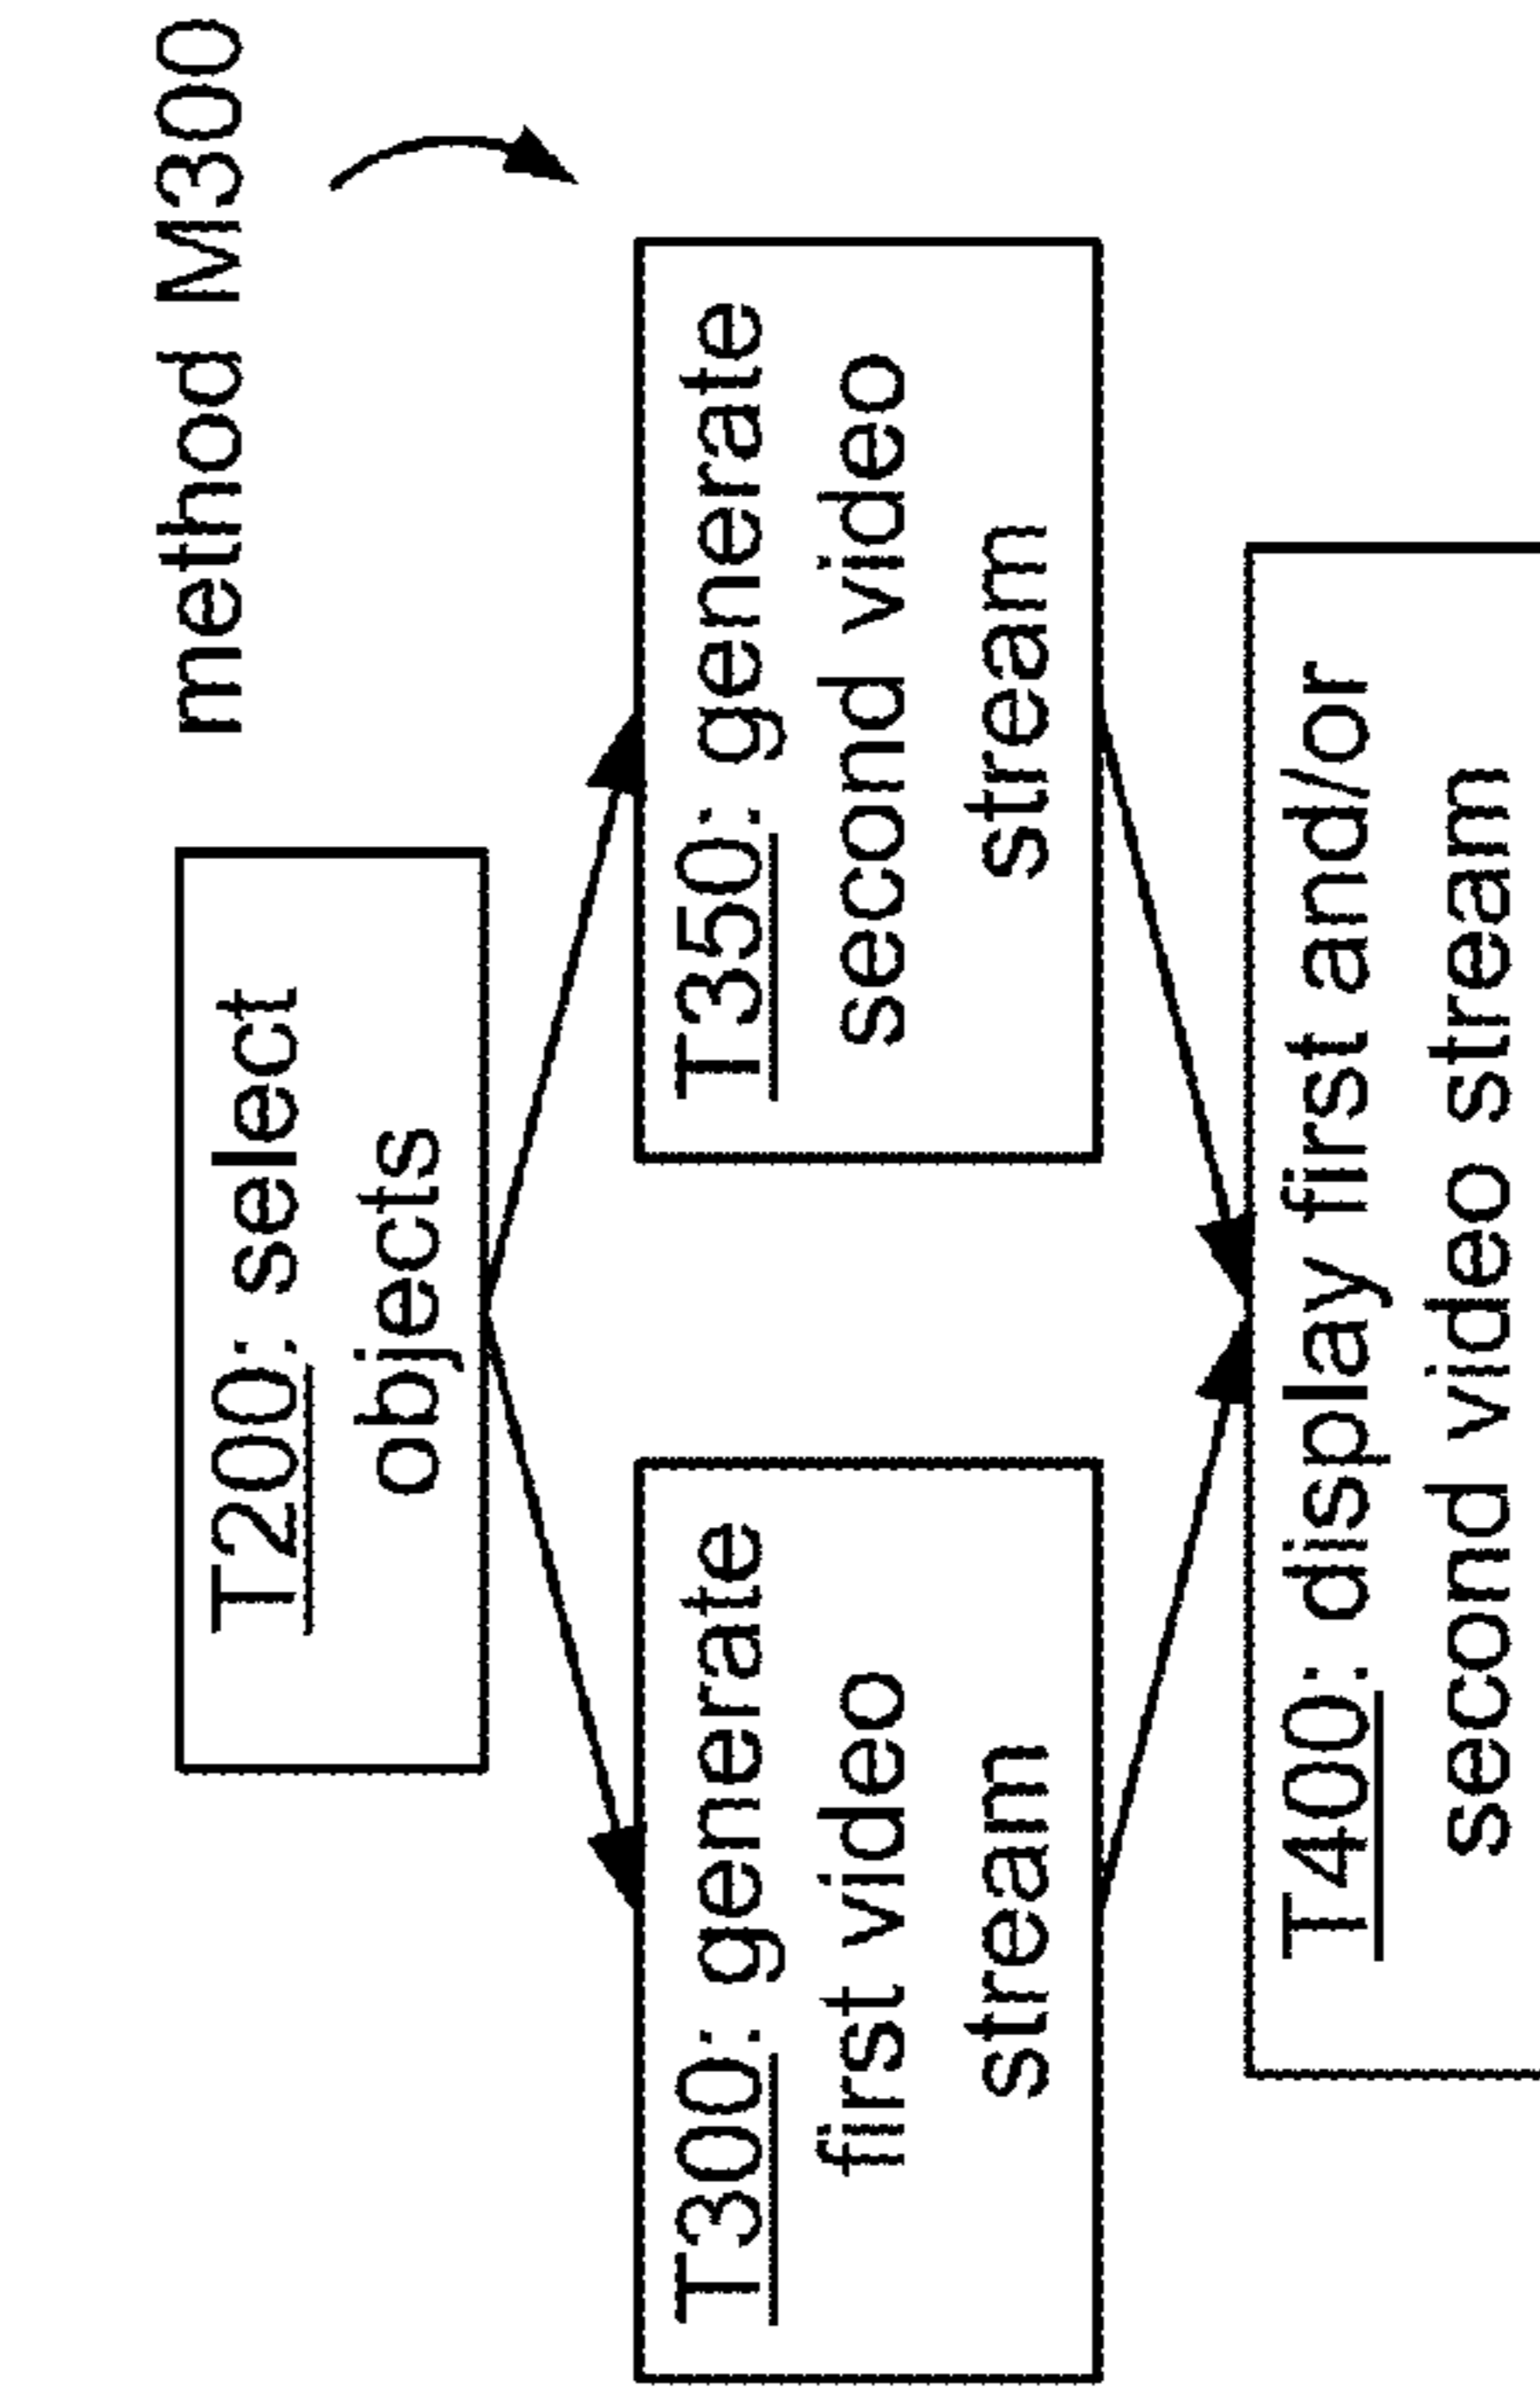 method M300
T200: select
objects
T300: generate
first video
stream
T350: generate
second video
stream
T400: display first and/or
second video stream